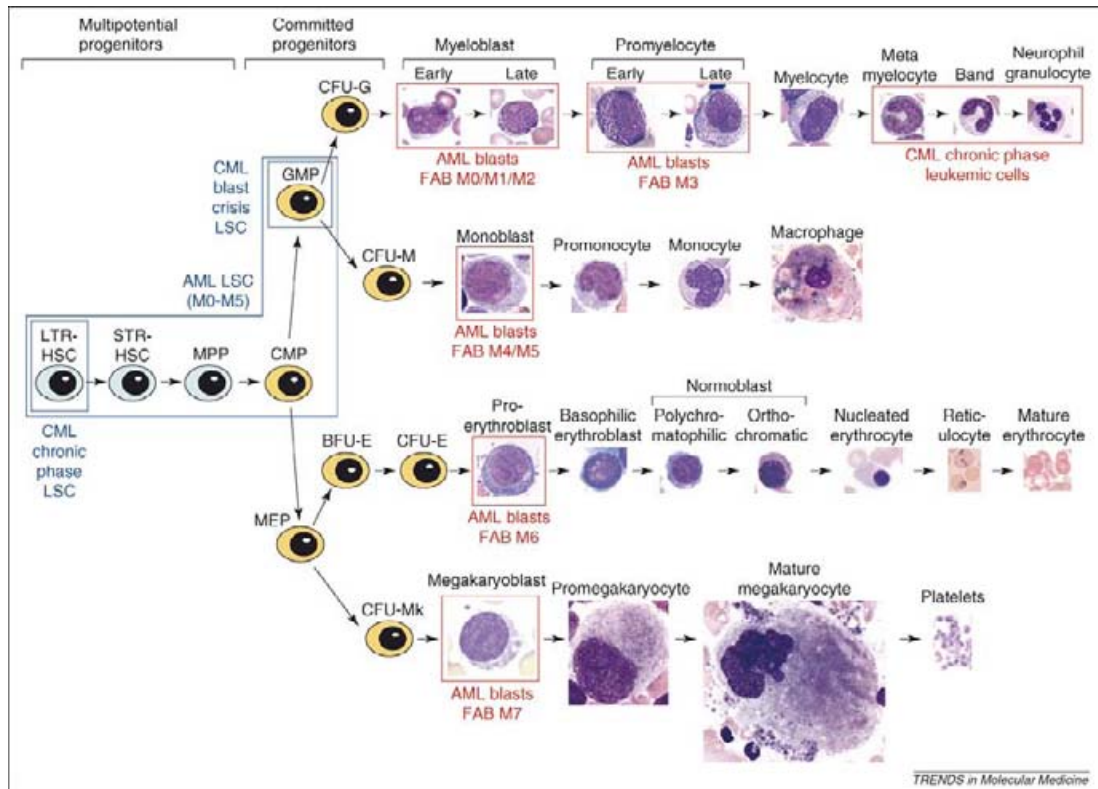 Multipotential
progenitors
Committed
progenitors
Myeloblast
Promyelocyte
Early
Late
Early
Late
Myelocyte
Meta
myelocyte
Band
Neurophil
granulocyte
CFU-G
AML blasts
FAB M0/M1/M2
AML blasts
FAB M3
CML chronic phase
leukemic cells
CML
blast
crisis
LSC
GMP
CFU-M
Monoblast
Promonocyte
Monocyte
Macrophage
AML blasts
FAB M4/M5
AML LSC
(M0-M5)
LTR-
HSC
STR-
HSC
MPP
CMP
CML
chronic
phase
LSC
BFU-E
CFU-E
Pro-
erythroblast
Basophilic
erythroblast
Normoblast
Polychro-
matophilic
Ortho-
chromatic
Nucleated
erythrocyte
Retic-
ulocyte
Mature
erythrocyte
AML blasts
FAB M6
MEP
CFU-Mk
Megakaryoblast
Promegakaryocyte
Mature
megakaryocyte
Platelets
AML blasts
FAB M7
TRENDS in Molecular Medicine